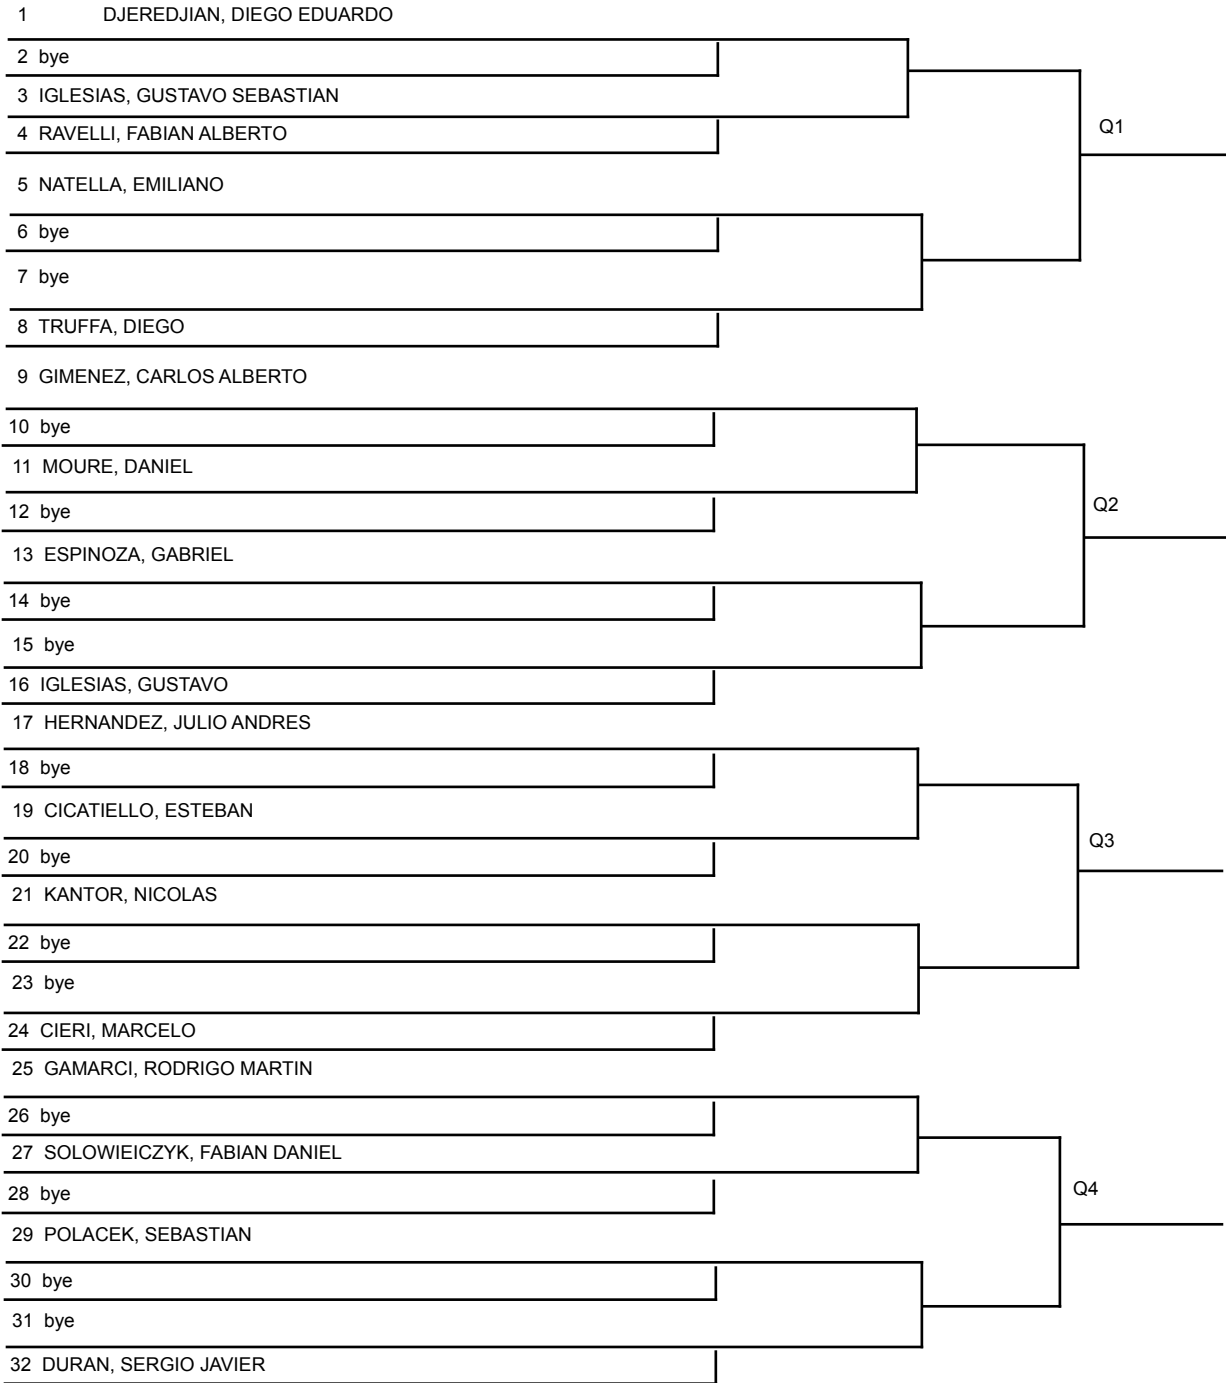 1 DJEREDJIAN, DIEGO EDUARDO
2 bye
3 IGLESIAS, GUSTAVO SEBASTIAN
4 RAVELLI, FABIAN ALBERTO
Q1
5 NATELLA, EMILIANO
6 bye
7 bye
8 TRUFFA, DIEGO
9 GIMENEZ, CARLOS ALBERTO
10 bye
11 MOURE, DANIEL
Q2
12 bye
13 ESPINOZA, GABRIEL
14 bye
15 bye
16 IGLESIAS, GUSTAVO
17 HERNANDEZ, JULIO ANDRES
18 bye
19 CICATIELLO, ESTEBAN
Q3
20 bye
21 KANTOR, NICOLAS
22 bye
23 bye
24 CIERI, MARCELO
25 GAMARCI, RODRIGO MARTIN
26 bye
27 SOLOWIEICZYK, FABIAN DANIEL
Q4
28 bye
29 POLACEK, SEBASTIAN
30 bye
31 bye
32 DURAN, SERGIO JAVIER